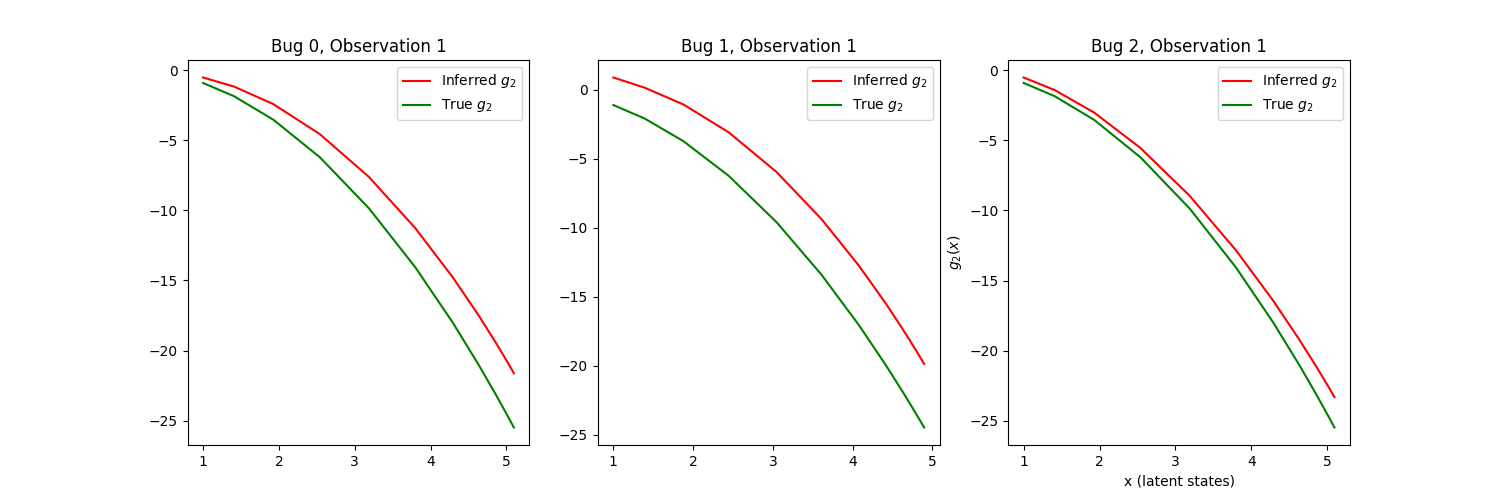 Bug 0, Observation 1
Inferred g₂
True g₂
0
−5
−10
−15
−20
−25
1 2 3 4 5
Bug 1, Observation 1
Inferred g₂
True g₂
0
−5
−10
−15
−20
−25
1 2 3 4 5
Bug 2, Observation 1
Inferred g₂
True g₂
g₂(x)
0
−5
−10
−15
−20
−25
1 2 3 4 5
x (latent states)